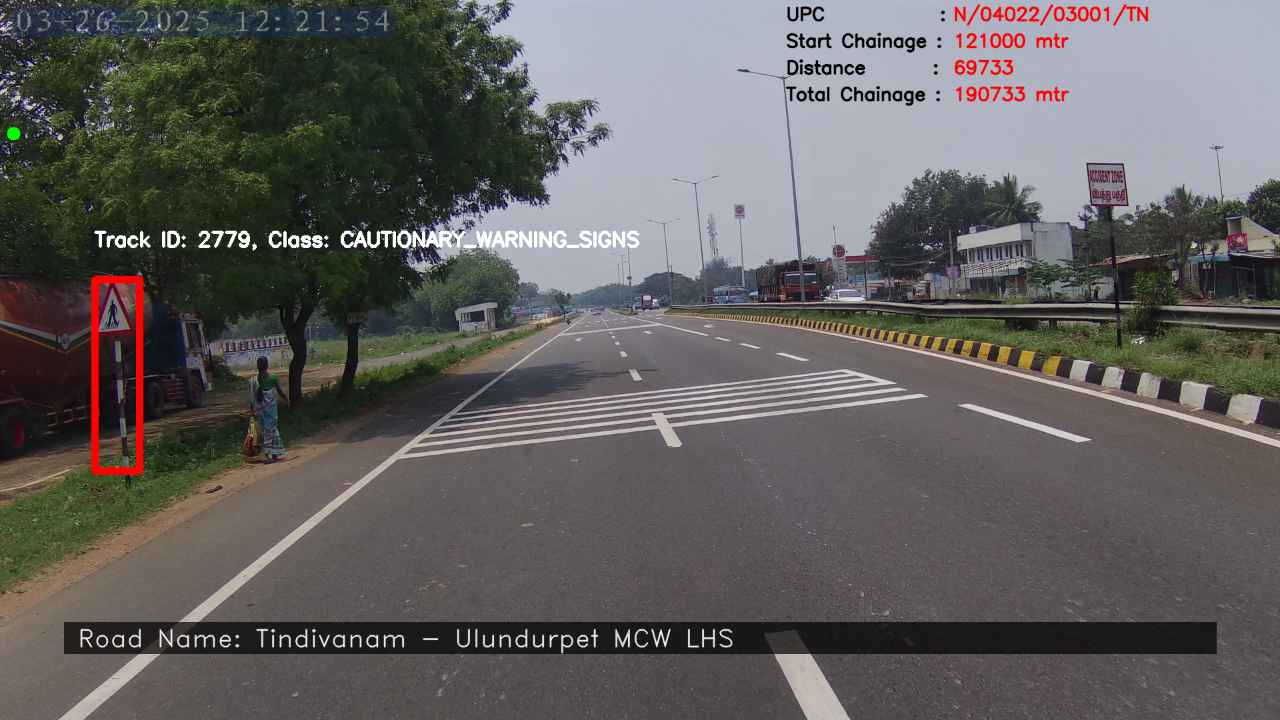 03-26-2025 12:21:54
UPC : N/04022/03001/TN
Start Chainage : 121000 mtr
Distance : 69733
Total Chainage : 190733 mtr
ACCIDENT ZONE
Track ID: 2779, Class: CAUTIONARY_WARNING_SIGNS
Road Name: Tindivanam - Ulundurpet MCW LHS